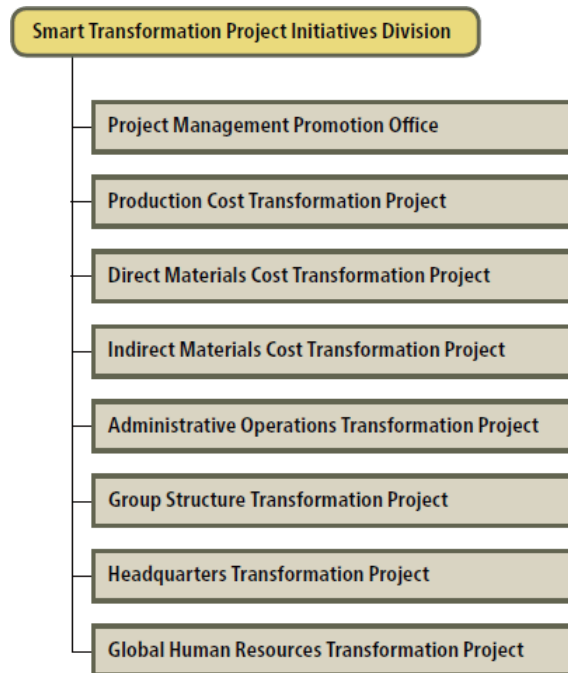 Smart Transformation Project Initiatives Division
Project Management Promotion Office
Production Cost Transformation Project
Direct Materials Cost Transformation Project
Indirect Materials Cost Transformation Project
Administrative Operations Transformation Project
Group Structure Transformation Project
Headquarters Transformation Project
Global Human Resources Transformation Project